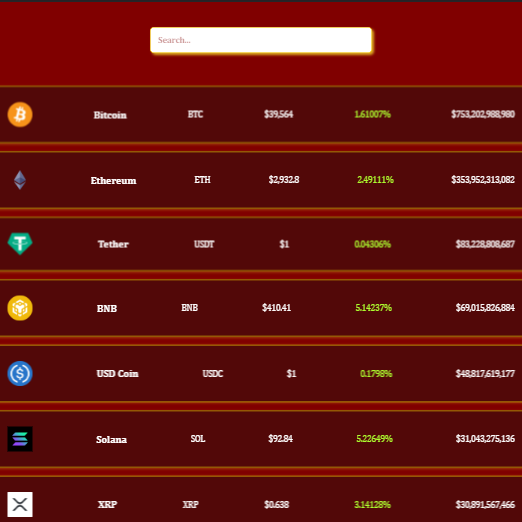 Search...
Bitcoin BTC $39,564 1.61007% $753,202,988,980
Ethereum ETH $2,932.8 2.49111% $353,952,313,082
Tether USDT $1 0.04306% $83,228,808,687
BNB BNB $410.41 5.14237% $69,015,826,884
USD Coin USDC $1 0.1798% $48,817,619,177
Solana SOL $92.84 5.22649% $31,043,275,136
XRP XRP $0.638 3.14128% $30,891,567,466